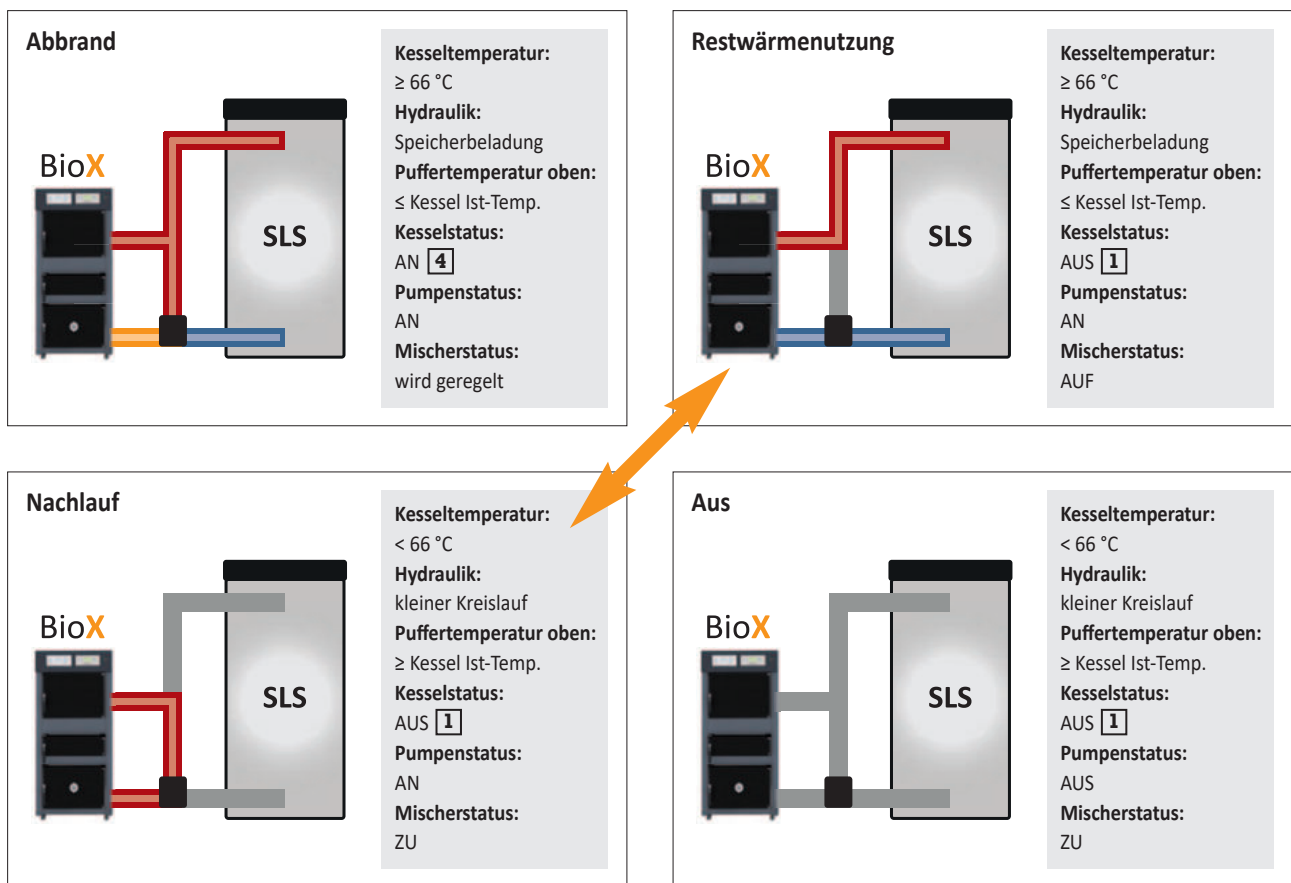 Abbrand
BioX
SLS
Kesseltemperatur:
≥ 66 °C
Hydraulik:
Speicherbeladung
Puffertemperatur oben:
≤ Kessel Ist-Temp.
Kesselstatus:
AN 4
Pumpenstatus:
AN
Mischerstatus:
wird geregelt
Restwärmenutzung
BioX
SLS
Kesseltemperatur:
≥ 66 °C
Hydraulik:
Speicherbeladung
Puffertemperatur oben:
≤ Kessel Ist-Temp.
Kesselstatus:
AUS 1
Pumpenstatus:
AN
Mischerstatus:
AUF
Nachlauf
BioX
SLS
Kesseltemperatur:
< 66 °C
Hydraulik:
kleiner Kreislauf
Puffertemperatur oben:
≥ Kessel Ist-Temp.
Kesselstatus:
AUS 1
Pumpenstatus:
AN
Mischerstatus:
ZU
Aus
BioX
SLS
Kesseltemperatur:
< 66 °C
Hydraulik:
kleiner Kreislauf
Puffertemperatur oben:
≥ Kessel Ist-Temp.
Kesselstatus:
AUS 1
Pumpenstatus:
AUS
Mischerstatus:
ZU